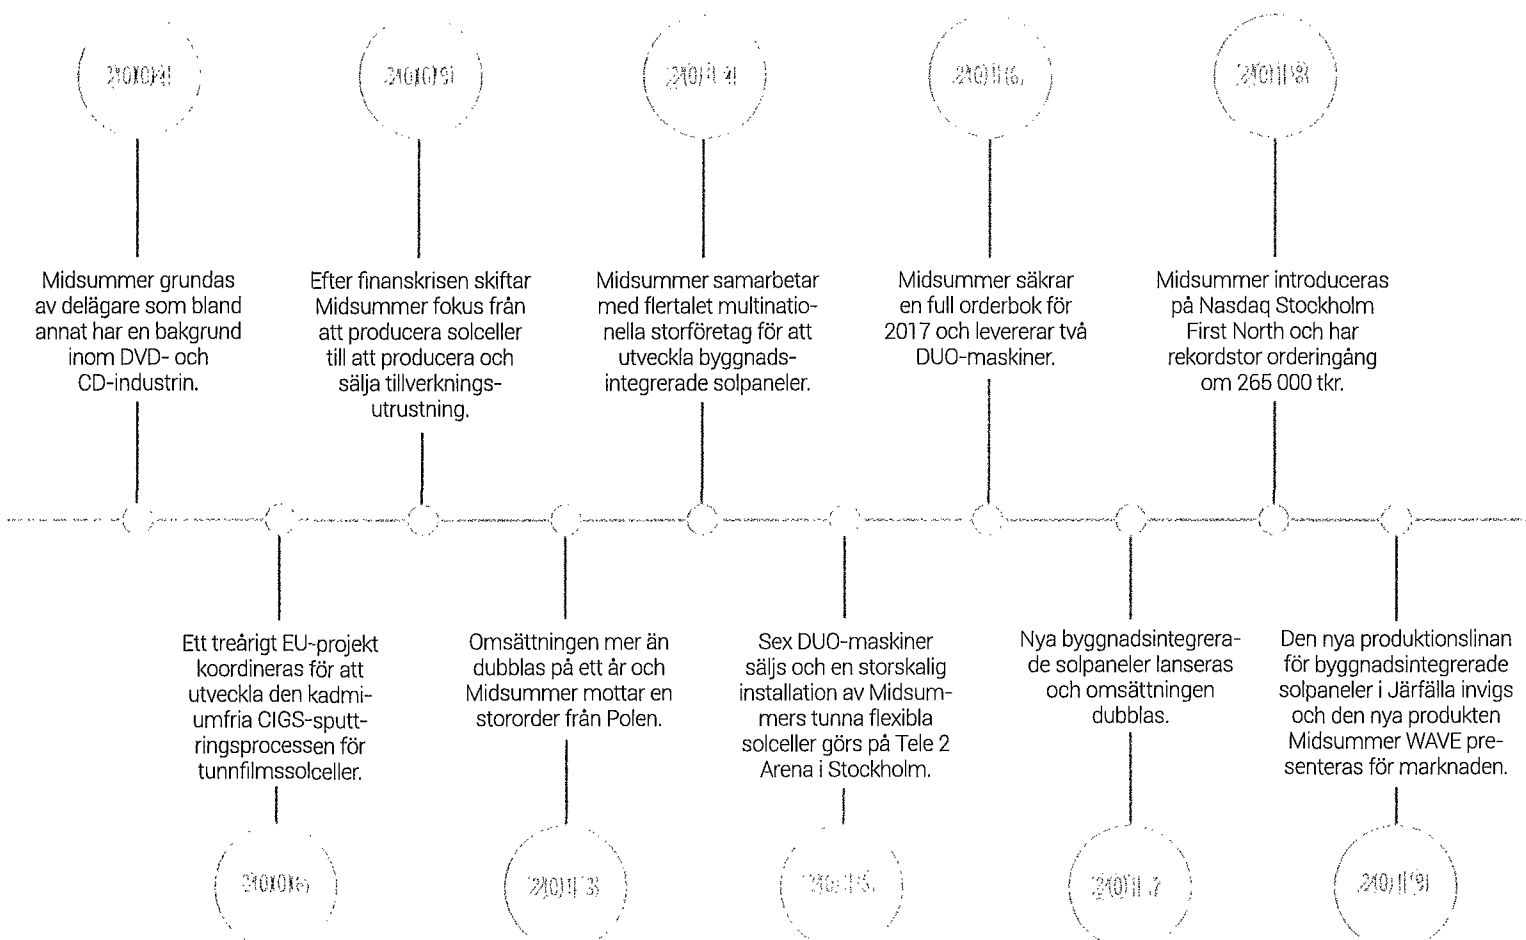 2004
2009
2014
2016
2018
Midsummer grundas
av delägare som bland
annat har en bakgrund
inom DVD- och
CD-industrin.
Efter finanskrisen skiftar
Midsummer fokus från
att producera solceller
till att producera och
sälja tillverknings-
utrustning.
Midsummer samarbetar
med flertalet multinatio-
nella storföretag för att
utveckla byggnads-
integrerade solpaneler.
Midsummer säkrar
en full orderbok för
2017 och levererar två
DUO-maskiner.
Midsummer introduceras
på Nasdaq Stockholm
First North och har
rekordstor orderingång
om 265 000 tkr.
Ett treårigt EU-projekt
koordineras för att
utveckla den kadmi-
umfria CIGS-sputt-
ringsprocessen för
tunnfilmssolceller.
Omsättningen mer än
dubblas på ett år och
Midsummer mottar en
stororder från Polen.
Sex DUO-maskiner
säljs och en storskalig
installation av Midsum-
mers tunna flexibla
solceller görs på Tele 2
Arena i Stockholm.
Nya byggnadsintegrera-
de solpaneler lanseras
och omsättningen
dubblas.
Den nya produktionslinan
för byggnadsintegrerade
solpaneler i Järfälla invigs
och den nya produkten
Midsummer WAVE pre-
senteras för marknaden.
2013
2015
2017
2019